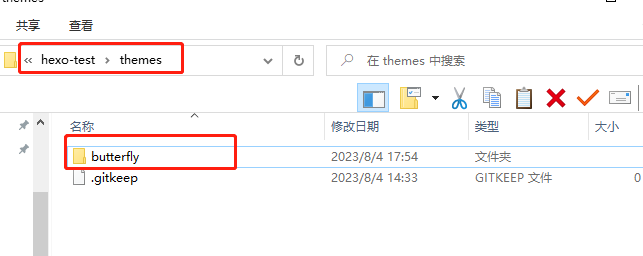 themes
共享 查看
« hexo-test › themes
在 themes 中搜索
名称 修改日期 类型 大小
butterfly 2023/8/4 17:54 文件夹
.gitkeep 2023/8/4 14:33 GITKEEP 文件 0